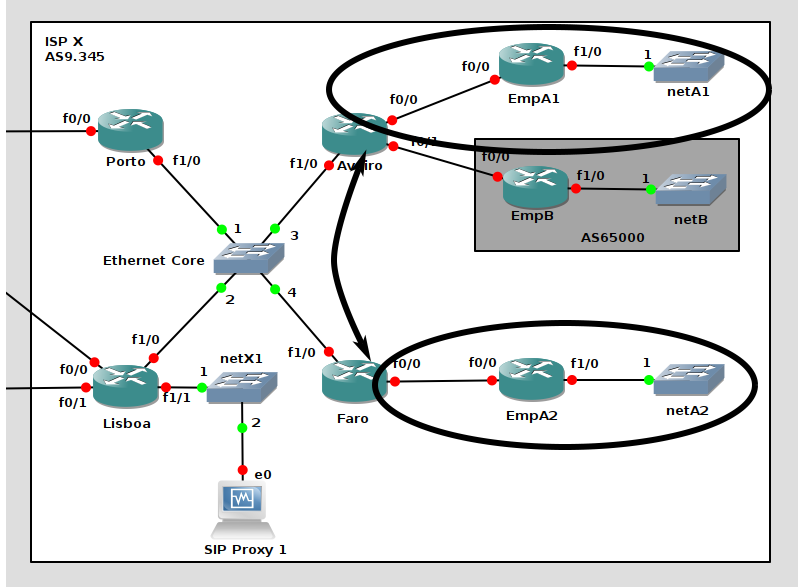 ISP X
AS9.345
f0/0
Porto
f1/0
f0/0
f1/0
Aveiro
f0/1
f0/0
EmpA1
f1/0
1
netA1
f0/0
EmpB
f1/0
1
netB
AS65000
Ethernet Core
1
3
2
4
f1/0
f0/0
f0/1
Lisboa
f1/1
netX1
1
2
e0
SIP Proxy 1
f1/0
Faro
f0/0
f0/0
EmpA2
f1/0
1
netA2